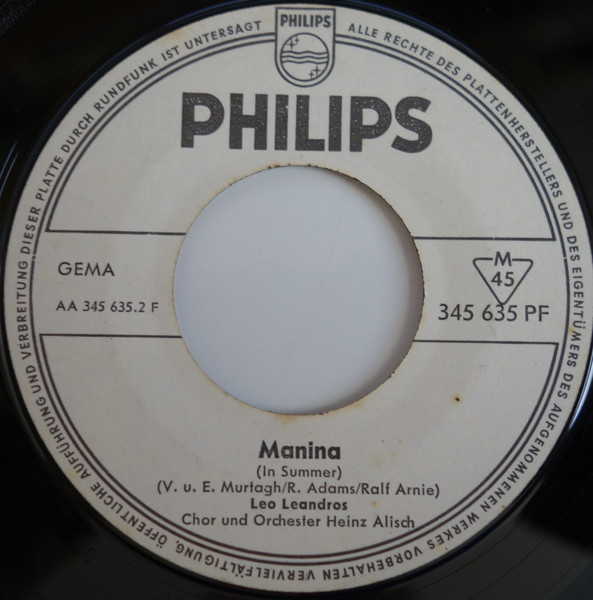 PHILIPS
ALLE RECHTE DES PLATTENHERSTELLERS UND DES EIGENTÜMERS DES AUFGENOMMENEN WERKES VORBEHALTEN VERVIELFÄLTIGUNG, ÖFFENTLICHE AUFFÜHRUNG UND VERBREITUNG DIESER PLATTE DURCH RUNDFUNK IST UNTERSAGT
PHILIPS
GEMA
AA 345 635.2 F
M
45
345 635 PF
Manina
(In Summer)
(V. u. E. Murtagh/R. Adams/Ralf Arnie)
Leo Leandros
Chor und Orchester Heinz Alisch